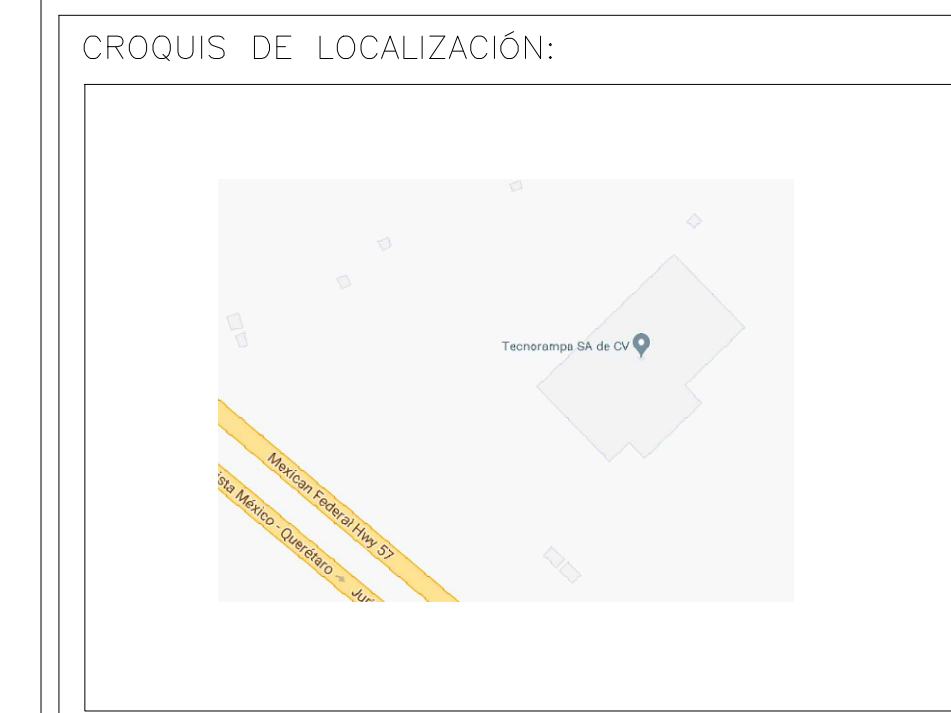 CROQUIS DE LOCALIZACIÓN:
Tecnorampa SA de CV
Mexican Federal Hwy 57
ista México - Querétaro